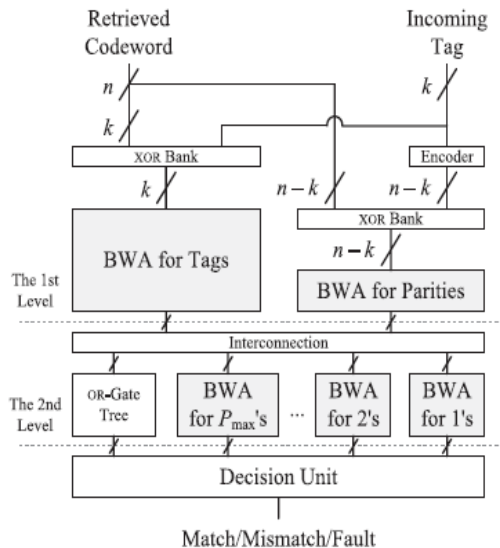 Retrieved Incoming
Codeword Tag
n
k
k
XOR Bank
Encoder
k
n – k
n – k
XOR Bank
n – k
BWA for Tags
BWA for Parities
The 1st
Level
Interconnection
The 2nd
Level
OR-Gate
Tree
BWA
for Pmax's
...
BWA
for 2's
BWA
for 1's
Decision Unit
Match/Mismatch/Fault